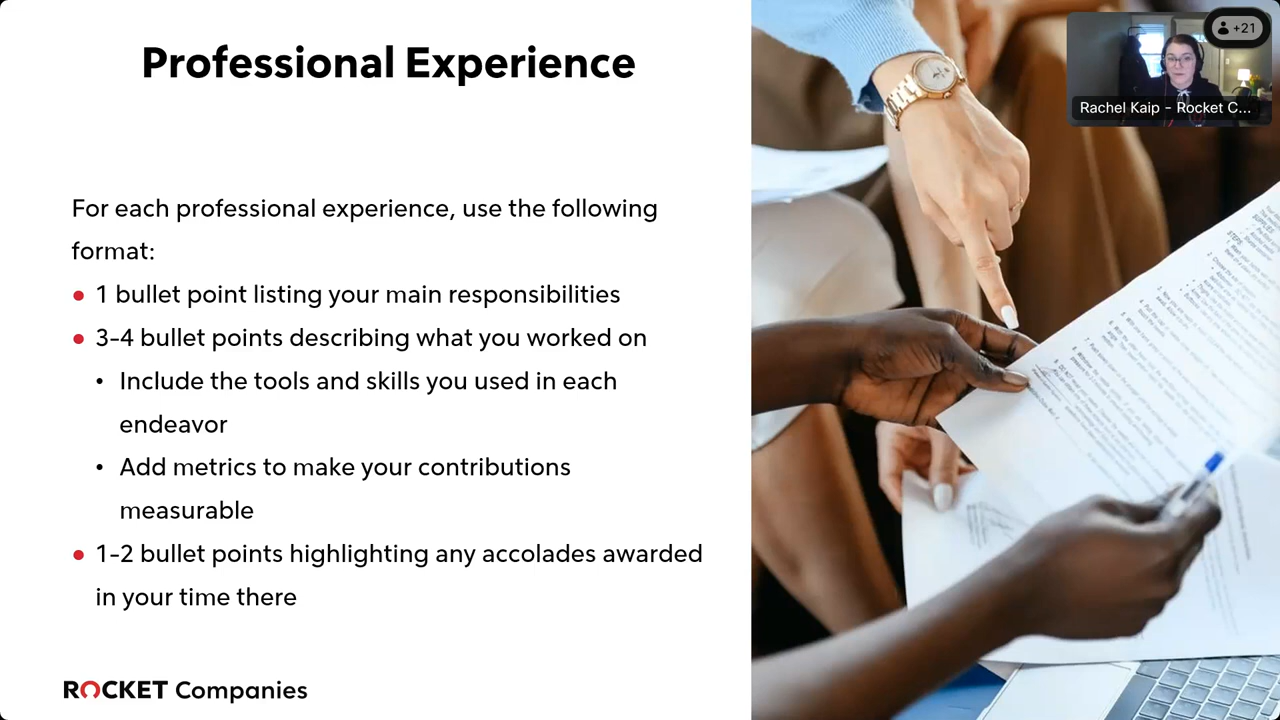 Professional Experience
+21
Rachel Kaip - Rocket C...
For each professional experience, use the following
format:
• 1 bullet point listing your main responsibilities
• 3-4 bullet points describing what you worked on
• Include the tools and skills you used in each
endeavor
• Add metrics to make your contributions
measurable
• 1-2 bullet points highlighting any accolades awarded
in your time there
ROCKET Companies